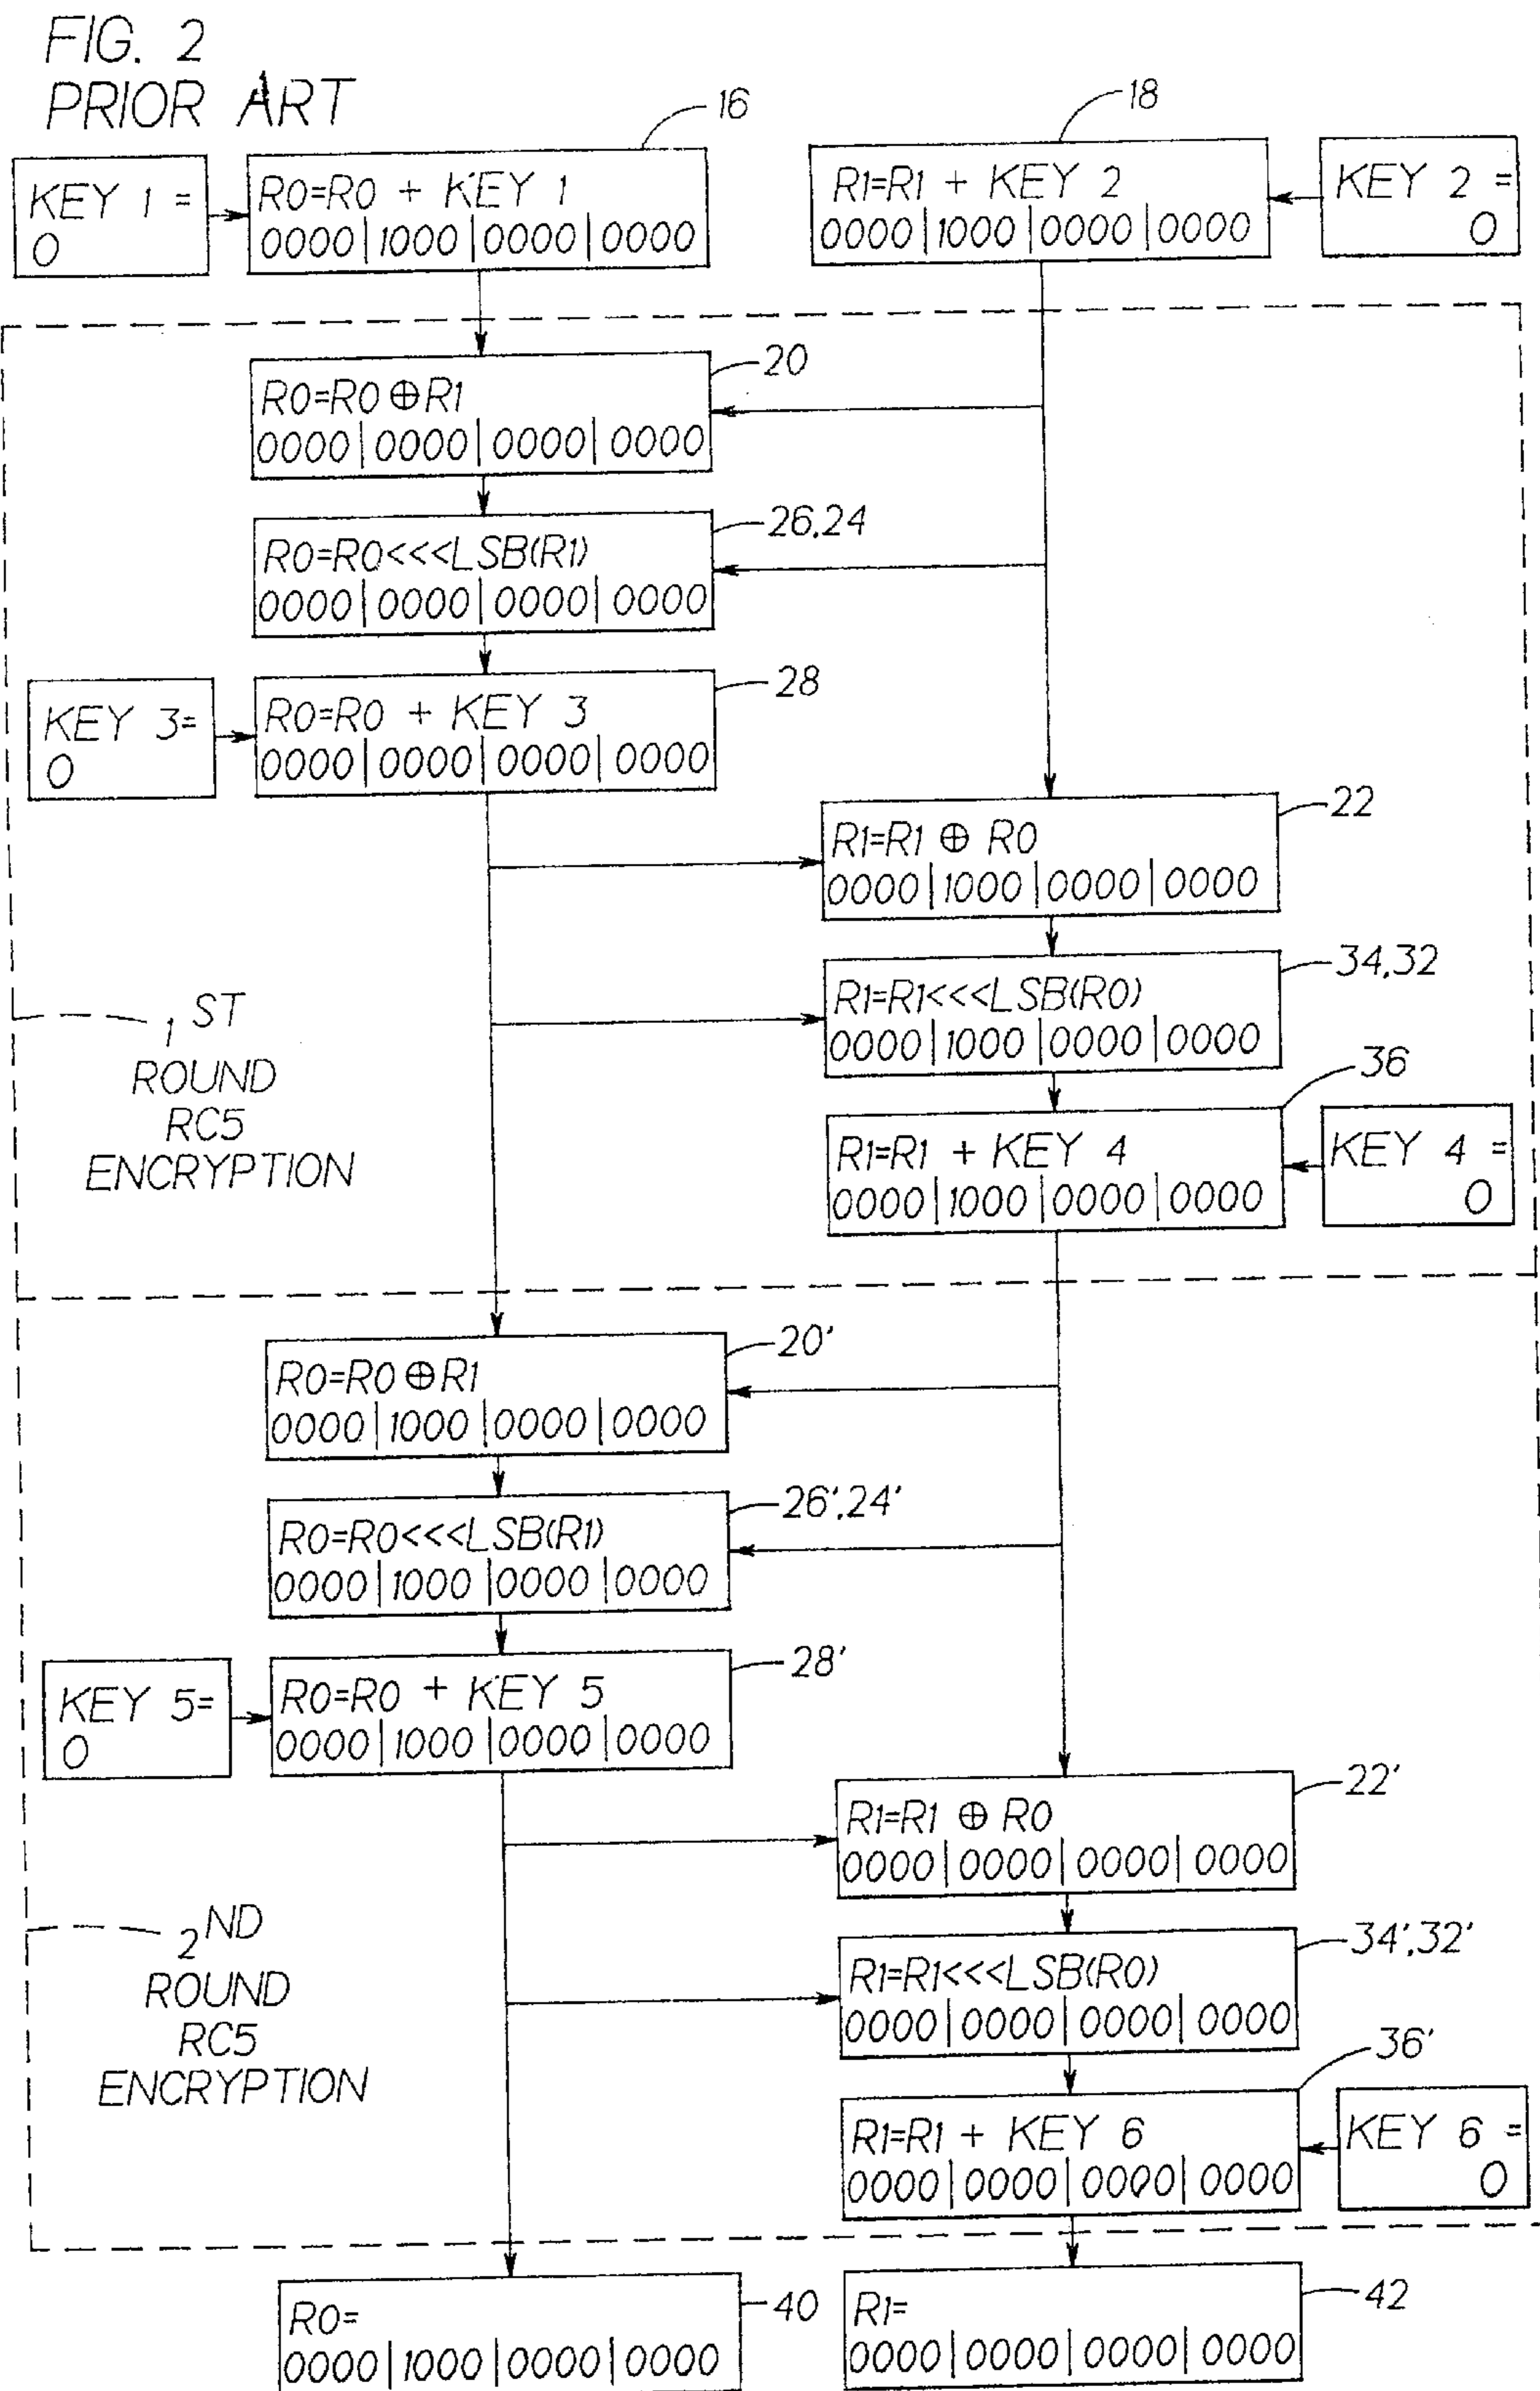 FIG. 2
PRIOR ART
16
18
KEY 1 =
0
R0=R0 + KEY 1
0000|1000|0000|0000
R1=R1 + KEY 2
0000|1000|0000|0000
KEY 2 =
0
20
R0=R0⊕R1
0000|0000|0000|0000
26,24
R0=R0<<<LSB(R1)
0000|0000|0000|0000
28
KEY 3=
0
R0=R0 + KEY 3
0000|0000|0000|0000
22
R1=R1 ⊕ R0
0000|1000|0000|0000
34,32
R1=R1<<<LSB(R0)
0000|1000|0000|0000
1ST
ROUND
RC5
ENCRYPTION
36
R1=R1 + KEY 4
0000|1000|0000|0000
KEY 4 =
0
20'
R0=R0⊕R1
0000|1000|0000|0000
26',24'
R0=R0<<<LSB(R1)
0000|1000|0000|0000
28'
KEY 5=
0
R0=R0 + KEY 5
0000|1000|0000|0000
22'
R1=R1 ⊕ R0
0000|0000|0000|0000
2ND
ROUND
RC5
ENCRYPTION
34',32'
R1=R1<<<LSB(R0)
0000|0000|0000|0000
36'
R1=R1 + KEY 6
0000|0000|0000|0000
KEY 6 =
0
40
R0=
0000|1000|0000|0000
42
R1=
0000|0000|0000|0000